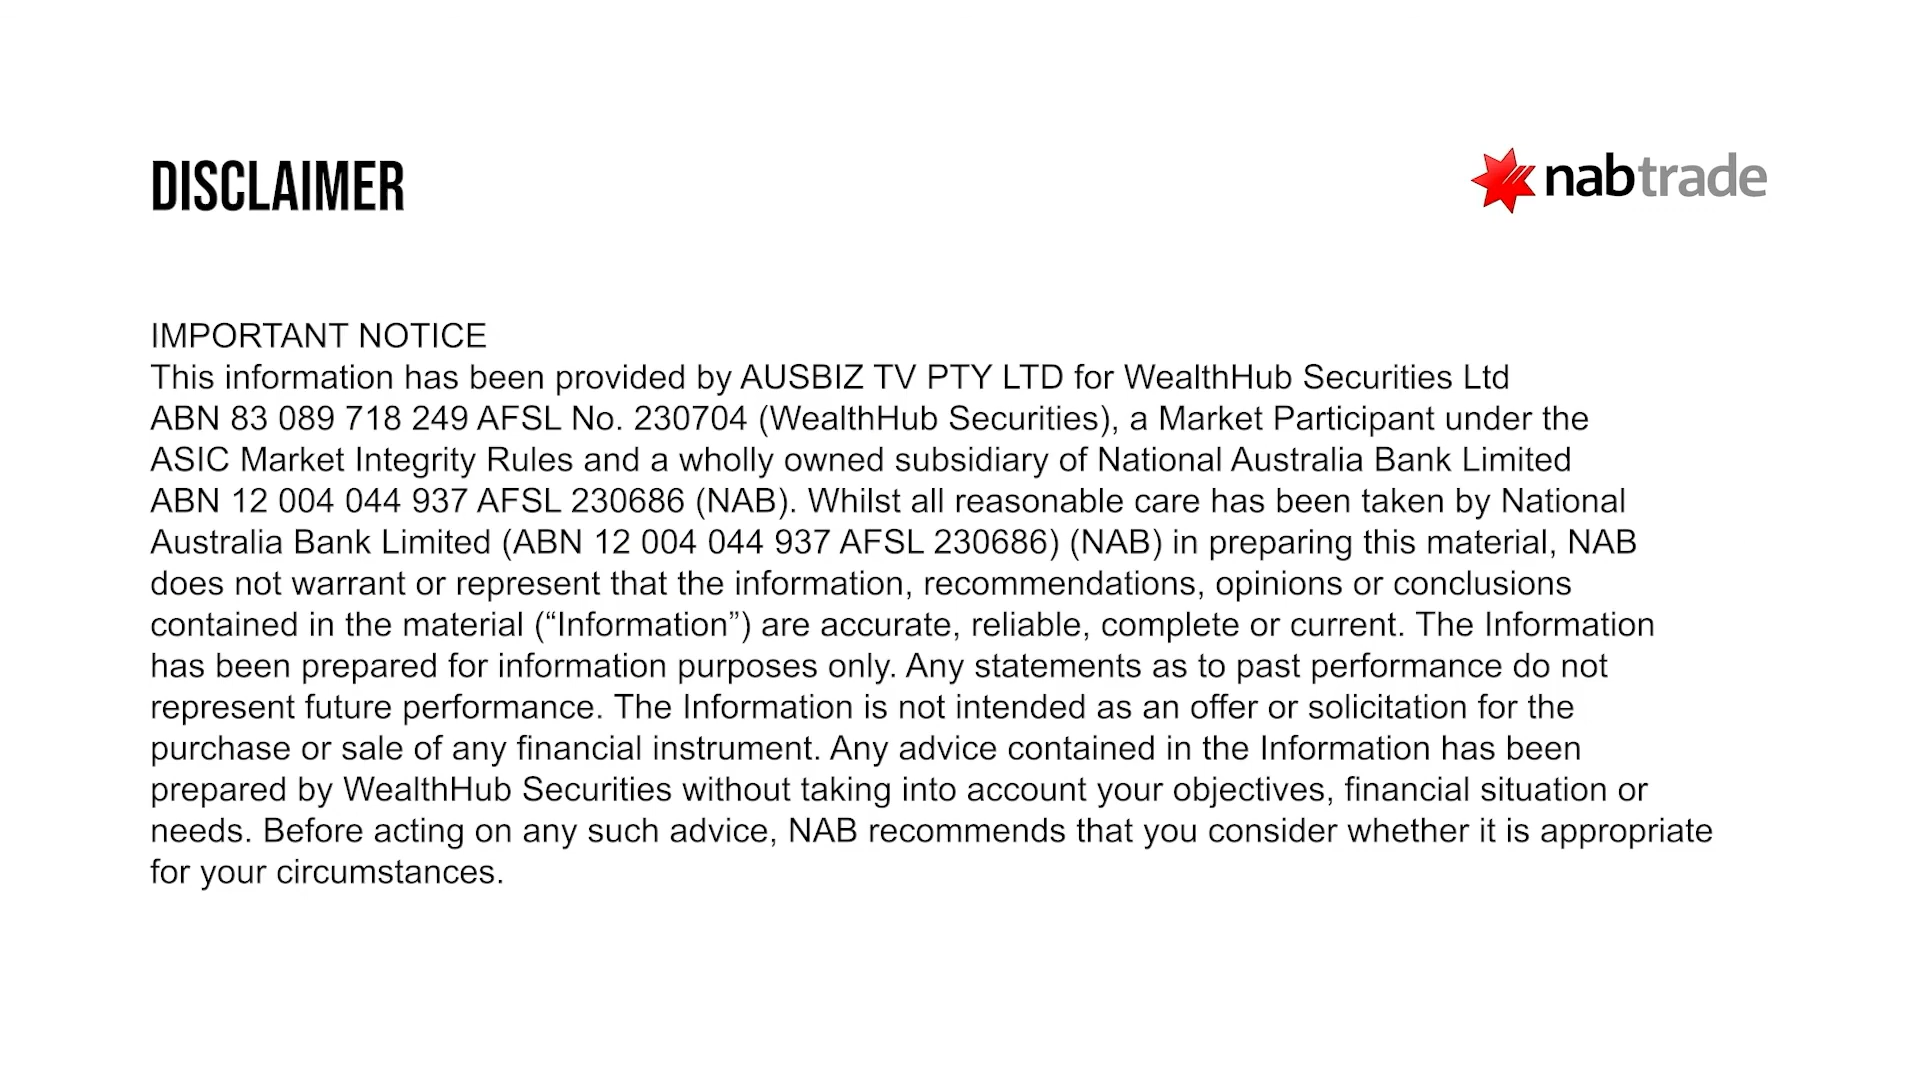 DISCLAIMER
nabtrade
IMPORTANT NOTICE
This information has been provided by AUSBIZ TV PTY LTD for WealthHub Securities Ltd
ABN 83 089 718 249 AFSL No. 230704 (WealthHub Securities), a Market Participant under the
ASIC Market Integrity Rules and a wholly owned subsidiary of National Australia Bank Limited
ABN 12 004 044 937 AFSL 230686 (NAB). Whilst all reasonable care has been taken by National
Australia Bank Limited (ABN 12 004 044 937 AFSL 230686) (NAB) in preparing this material, NAB
does not warrant or represent that the information, recommendations, opinions or conclusions
contained in the material (“Information”) are accurate, reliable, complete or current. The Information
has been prepared for information purposes only. Any statements as to past performance do not
represent future performance. The Information is not intended as an offer or solicitation for the
purchase or sale of any financial instrument. Any advice contained in the Information has been
prepared by WealthHub Securities without taking into account your objectives, financial situation or
needs. Before acting on any such advice, NAB recommends that you consider whether it is appropriate
for your circumstances.